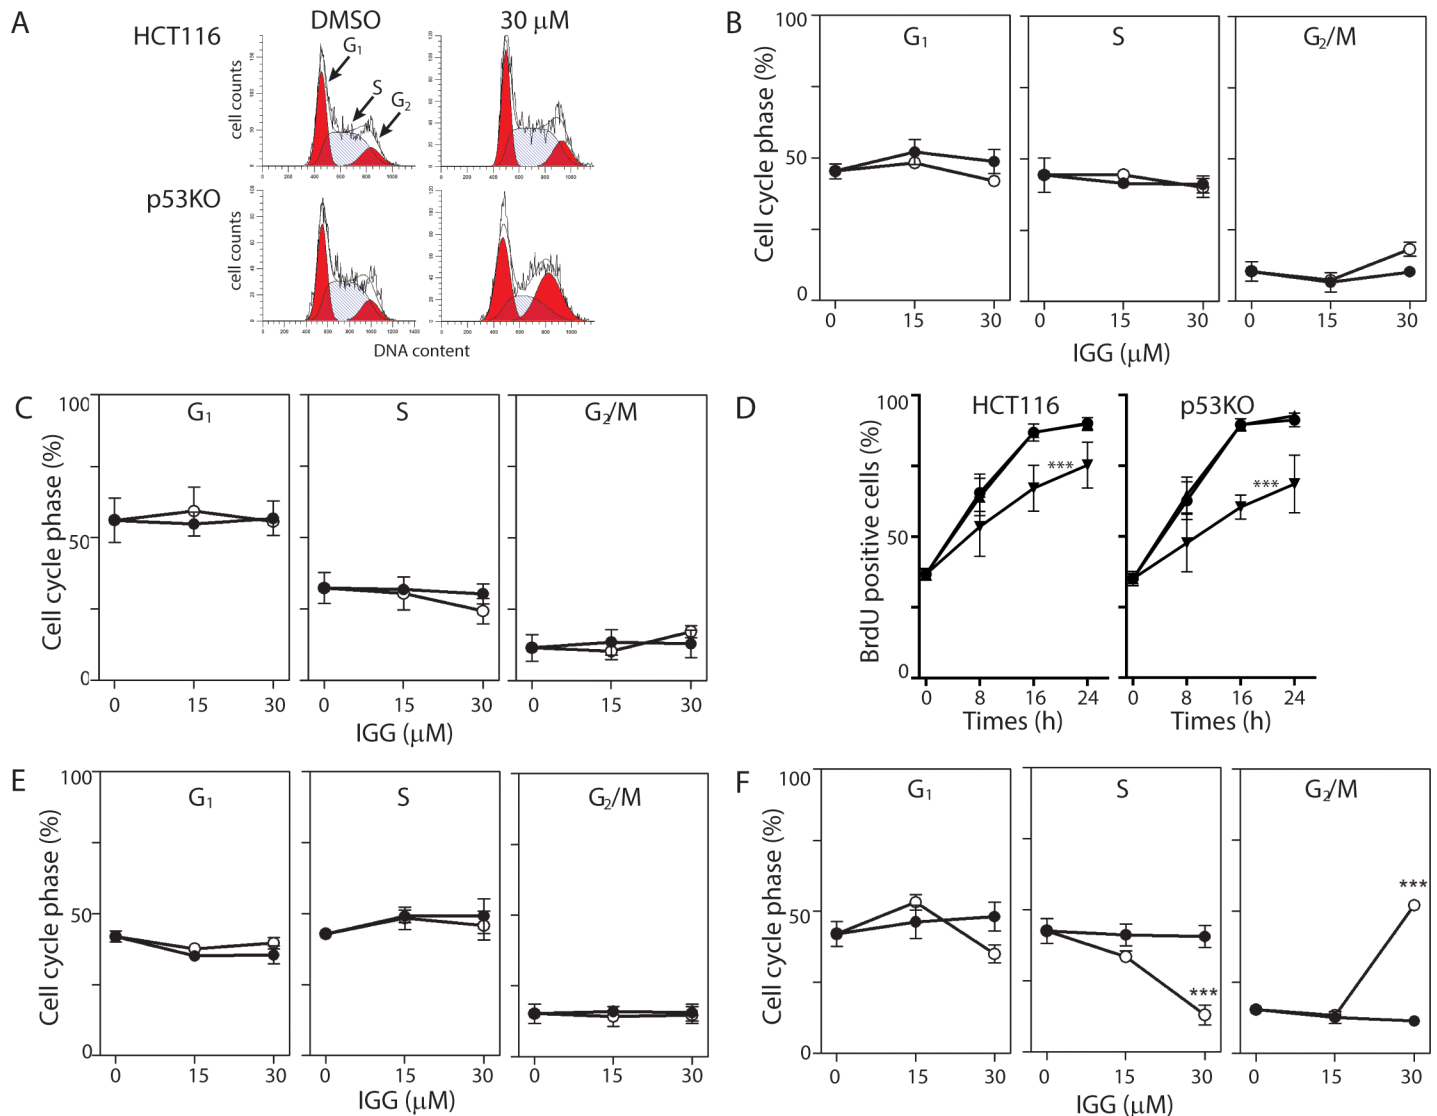 A
DMSO
30 μM
HCT116
G1
S
G2
cell counts
p53KO
cell counts
DNA content
B
G1
S
G2/M
Cell cycle phase (%)
100
50
0
0 15 30
0 15 30
0 15 30
IGG (μM)
C
G1
S
G2/M
Cell cycle phase (%)
100
50
0
0 15 30
0 15 30
0 15 30
IGG (μM)
D
HCT116
p53KO
BrdU positive cells (%)
100
50
0
***
***
0 8 16 24
0 8 16 24
Times (h)
Times (h)
E
G1
S
G2/M
Cell cycle phase (%)
100
50
0
0 15 30
0 15 30
0 15 30
IGG (μM)
F
G1
S
G2/M
Cell cycle phase (%)
100
50
0
***
***
0 15 30
0 15 30
0 15 30
IGG (μM)